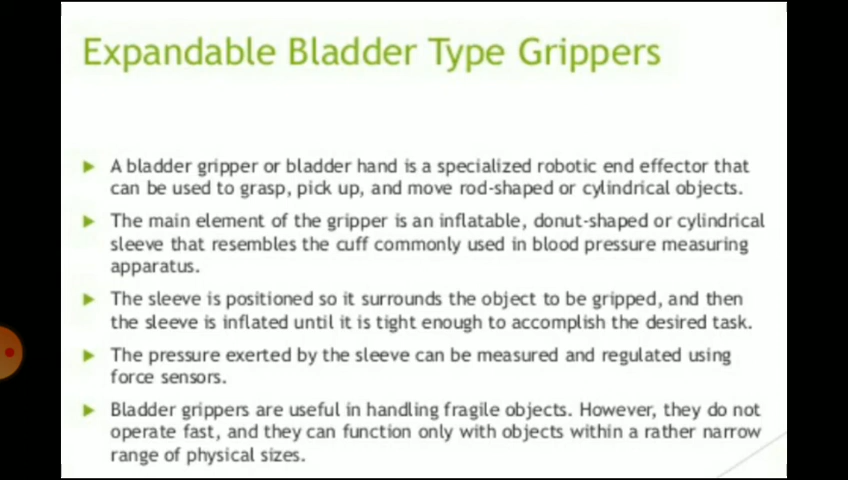 Expandable Bladder Type Grippers
A bladder gripper or bladder hand is a specialized robotic end effector that
can be used to grasp, pick up, and move rod-shaped or cylindrical objects.
The main element of the gripper is an inflatable, donut-shaped or cylindrical
sleeve that resembles the cuff commonly used in blood pressure measuring
apparatus.
The sleeve is positioned so it surrounds the object to be gripped, and then
the sleeve is inflated until it is tight enough to accomplish the desired task.
The pressure exerted by the sleeve can be measured and regulated using
force sensors.
Bladder grippers are useful in handling fragile objects. However, they do not
operate fast, and they can function only with objects within a rather narrow
range of physical sizes.